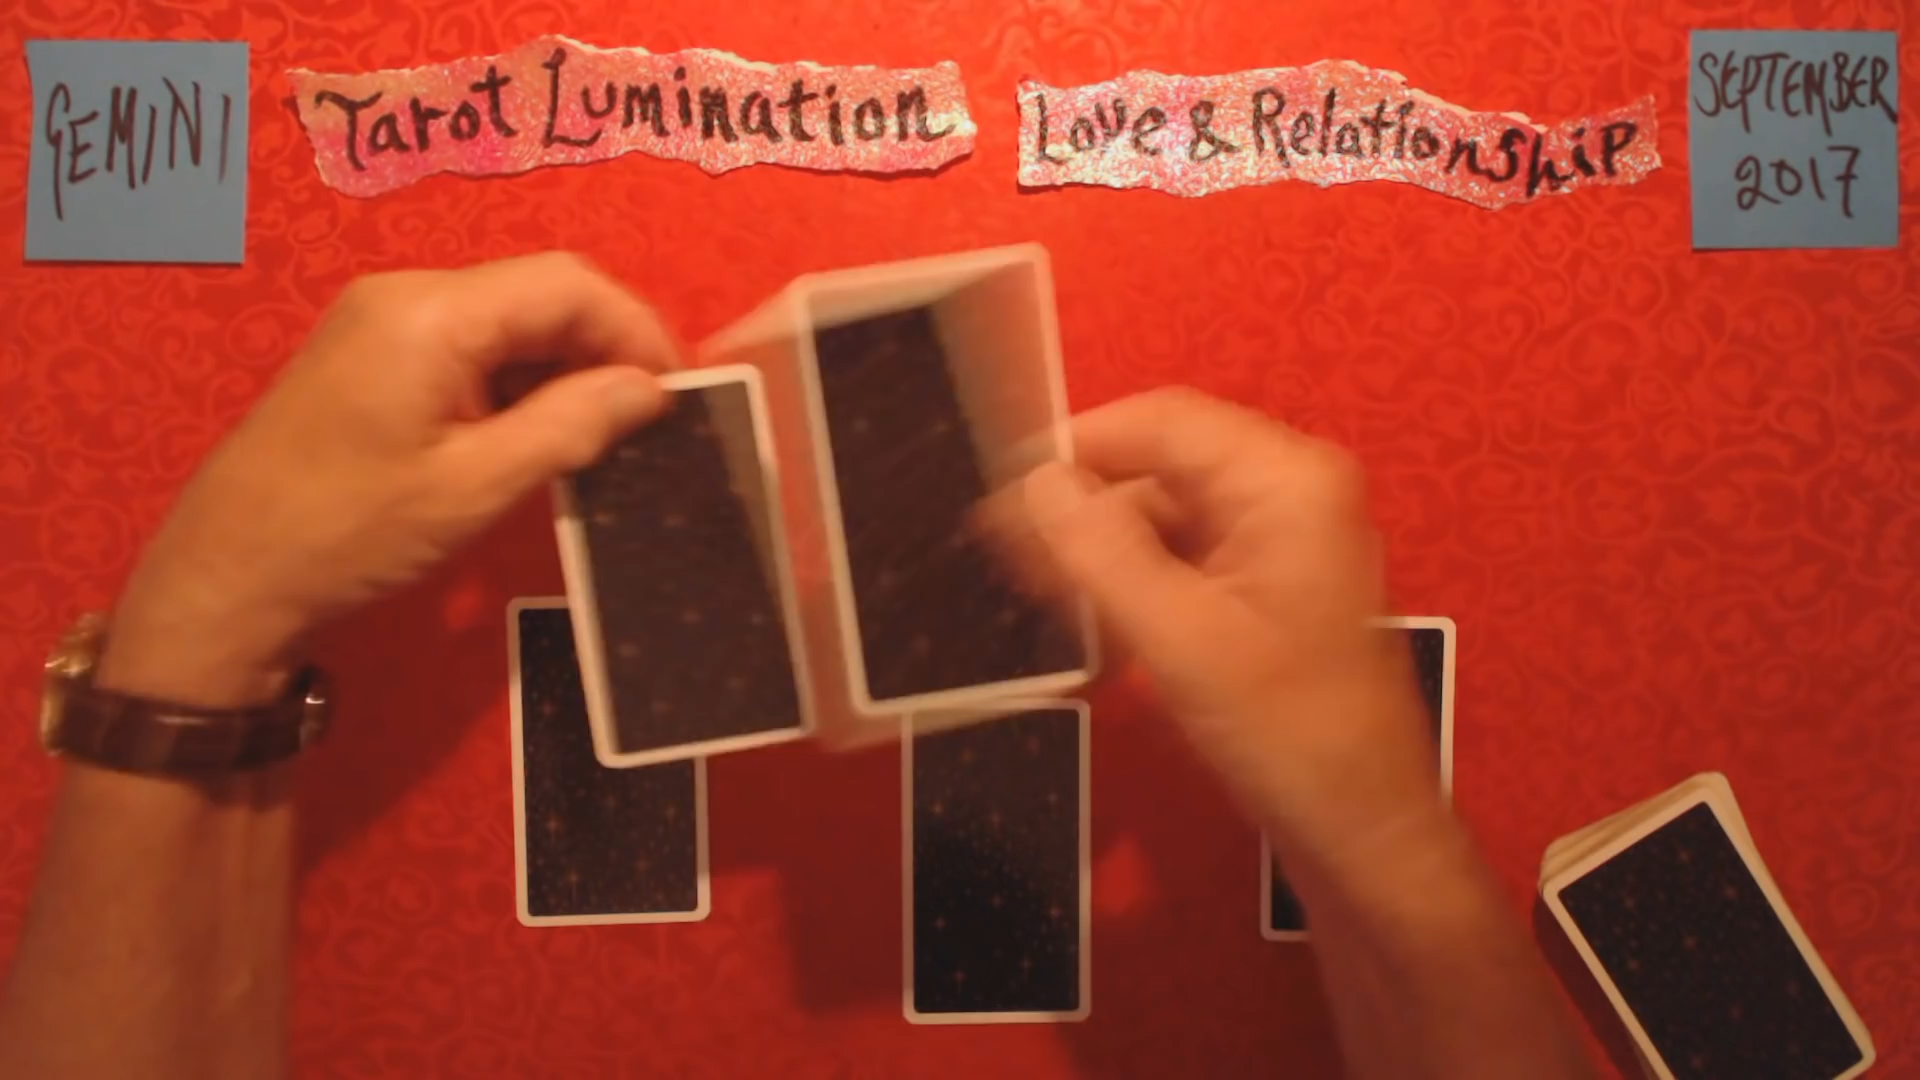 GEMINI
Tarot Lumination
Love & Relationship
SEPTEMBER
2017